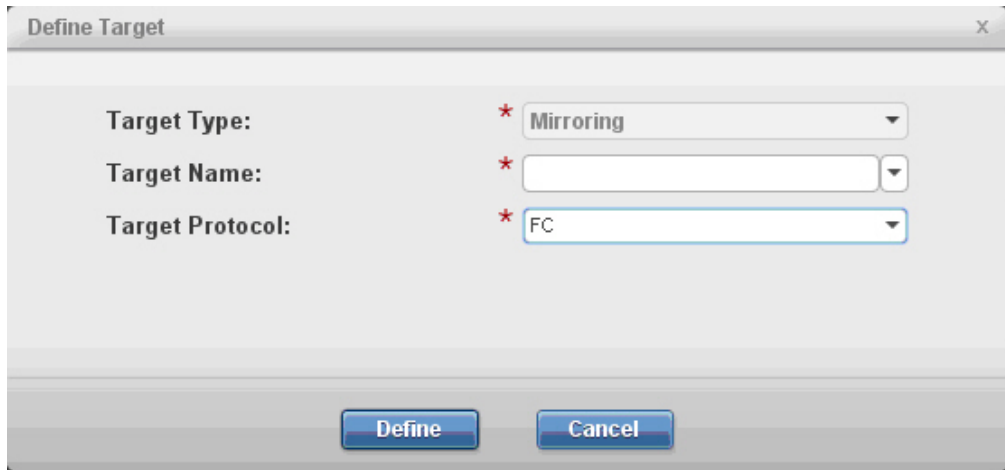 Define Target x
Target Type: * Mirroring
Target Name: *
Target Protocol: * FC
Define Cancel